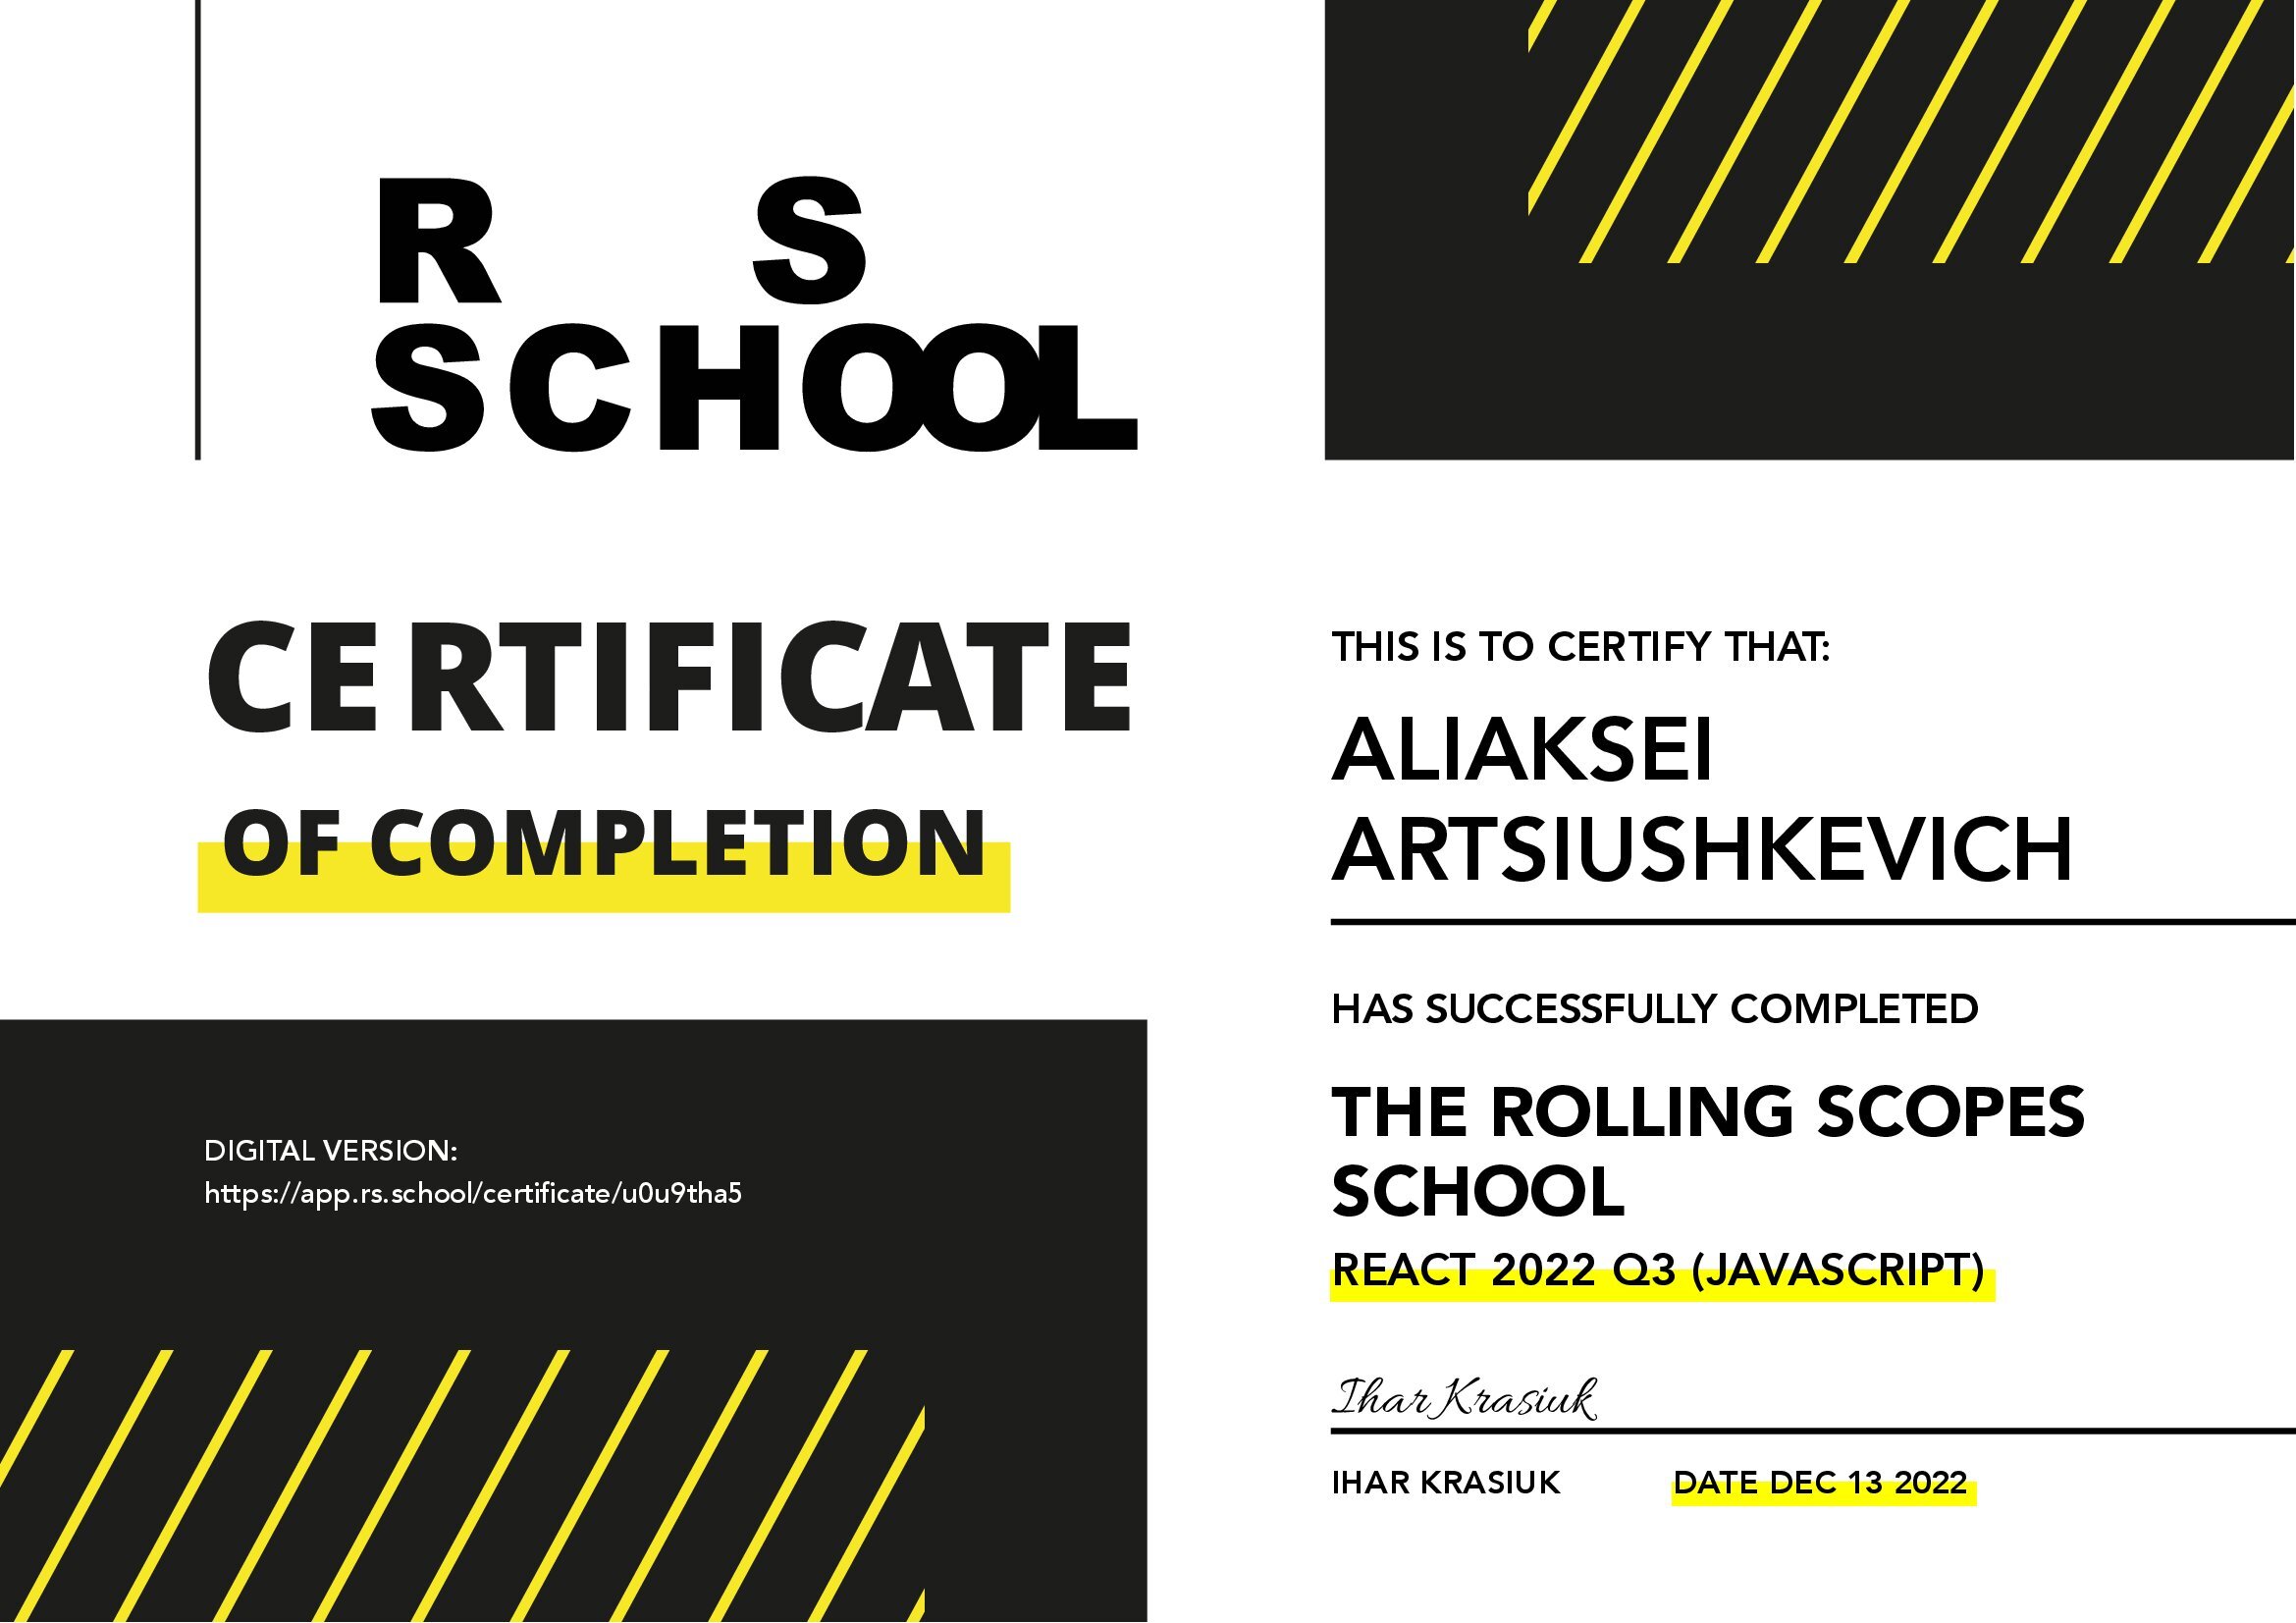 R S
SCHOOL
CERTIFICATE
OF COMPLETION
DIGITAL VERSION:
https://app.rs.school/certificate/u0u9tha5
THIS IS TO CERTIFY THAT:
ALIAKSEI
ARTSIUSHKEVICH
HAS SUCCESSFULLY COMPLETED
THE ROLLING SCOPES
SCHOOL
REACT 2022 Q3 (JAVASCRIPT)
Ihar Krasiuk
IHAR KRASIUK DATE DEC 13 2022